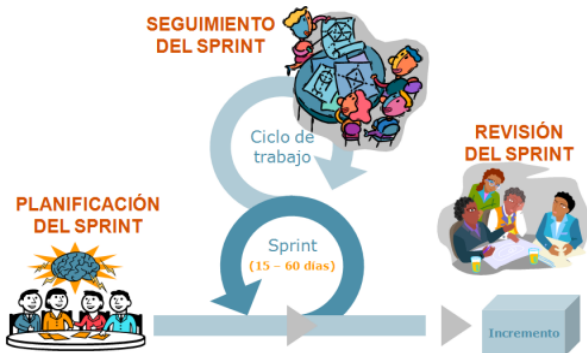 SEGUIMIENTO
DEL SPRINT
Ciclo de
trabajo
REVISIÓN
DEL SPRINT
PLANIFICACIÓN
DEL SPRINT
Sprint
(15 – 60 días)
Incremento